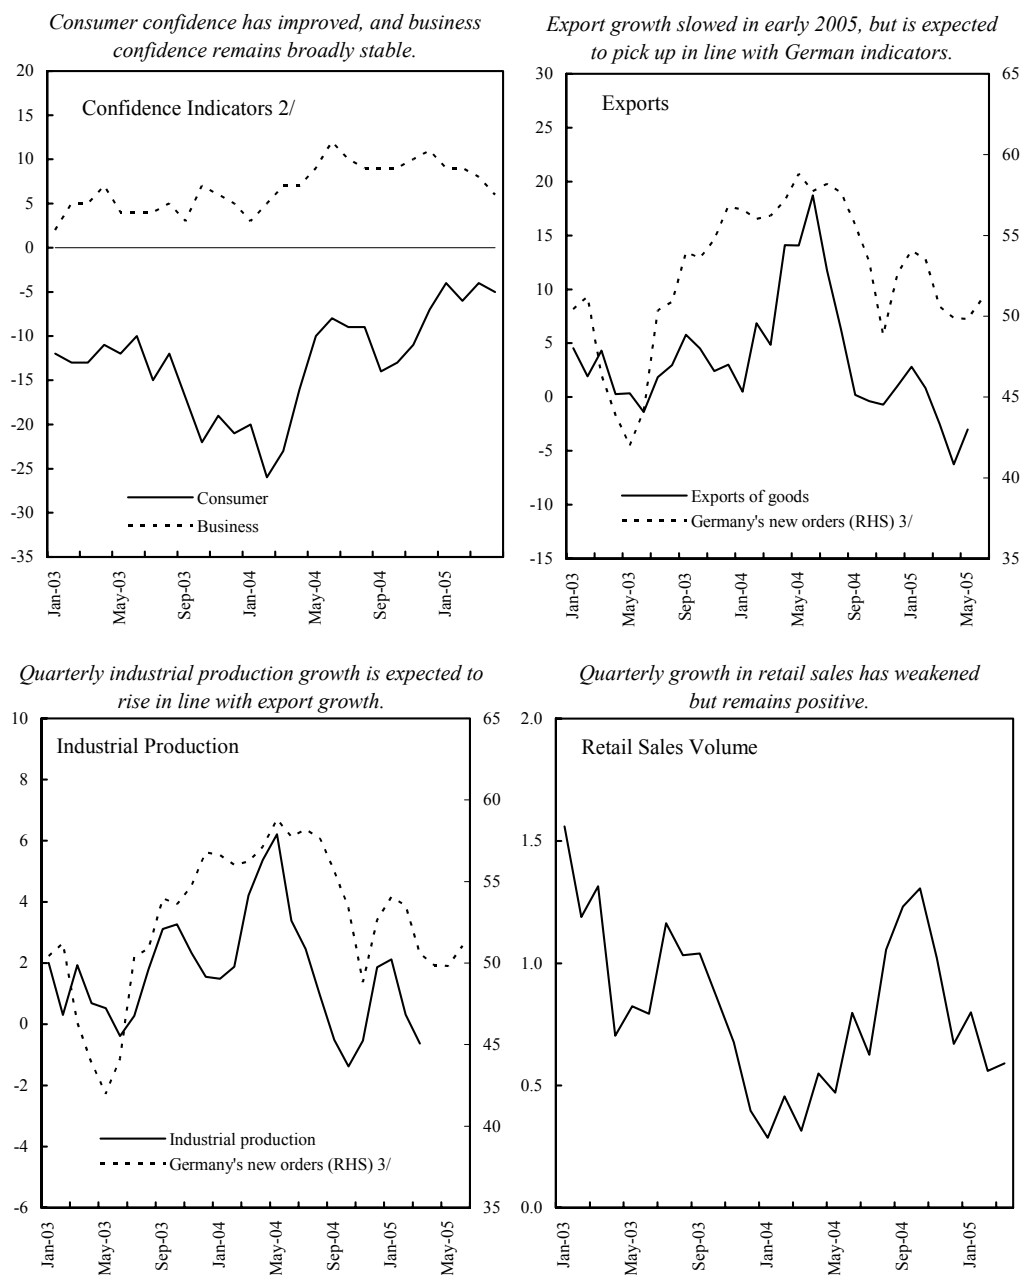 Consumer confidence has improved, and business
confidence remains broadly stable.
20
15
10
5
0
-5
-10
-15
-20
-25
-30
-35
Confidence Indicators 2/
Consumer
Business
Jan-03
May-03
Sep-03
Jan-04
May-04
Sep-04
Jan-05
Export growth slowed in early 2005, but is expected
to pick up in line with German indicators.
30
25
20
15
10
5
0
-5
-10
-15
Exports
65
60
55
50
45
40
35
Exports of goods
Germany's new orders (RHS) 3/
Jan-03
May-03
Sep-03
Jan-04
May-04
Sep-04
Jan-05
May-05
Quarterly industrial production growth is expected to
rise in line with export growth.
10
8
6
4
2
0
-2
-4
-6
Industrial Production
65
60
55
50
45
40
35
Industrial production
Germany's new orders (RHS) 3/
Jan-03
May-03
Sep-03
Jan-04
May-04
Sep-04
Jan-05
May-05
Quarterly growth in retail sales has weakened
but remains positive.
2.0
1.5
1.0
0.5
0.0
Retail Sales Volume
Jan-03
May-03
Sep-03
Jan-04
May-04
Sep-04
Jan-05